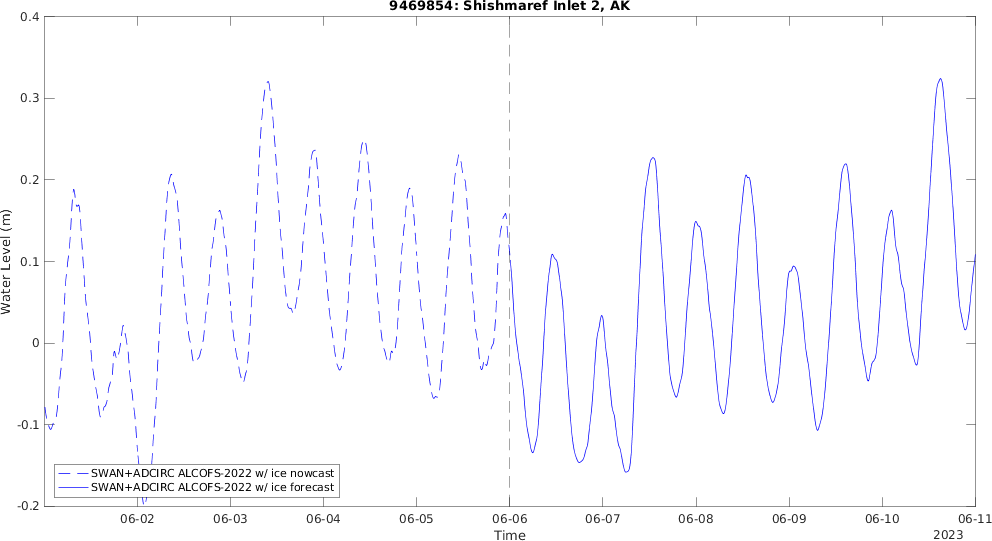 9469854: Shishmaref Inlet 2, AK
0.4
0.3
0.2
0.1
0
-0.1
-0.2
Water Level (m)
SWAN+ADCIRC ALCOFS-2022 w/ ice nowcast
SWAN+ADCIRC ALCOFS-2022 w/ ice forecast
06-02 06-03 06-04 06-05 06-06 06-07 06-08 06-09 06-10 06-11
Time
2023